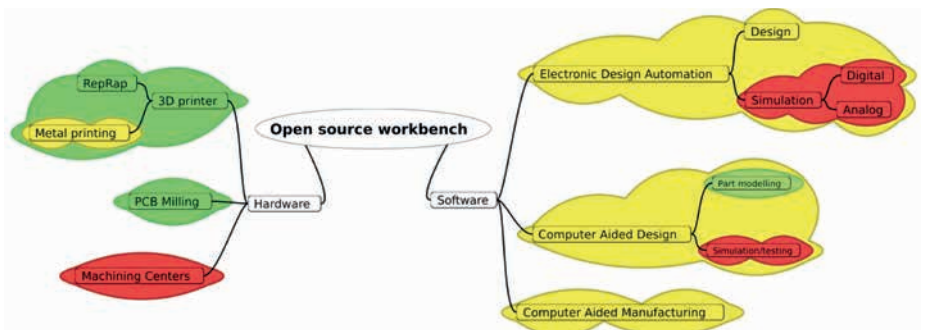 Open source workbench
Hardware
3D printer
RepRap
Metal printing
PCB Milling
Machining Centers
Software
Electronic Design Automation
Design
Simulation
Digital
Analog
Computer Aided Design
Part modelling
Simulation/testing
Computer Aided Manufacturing